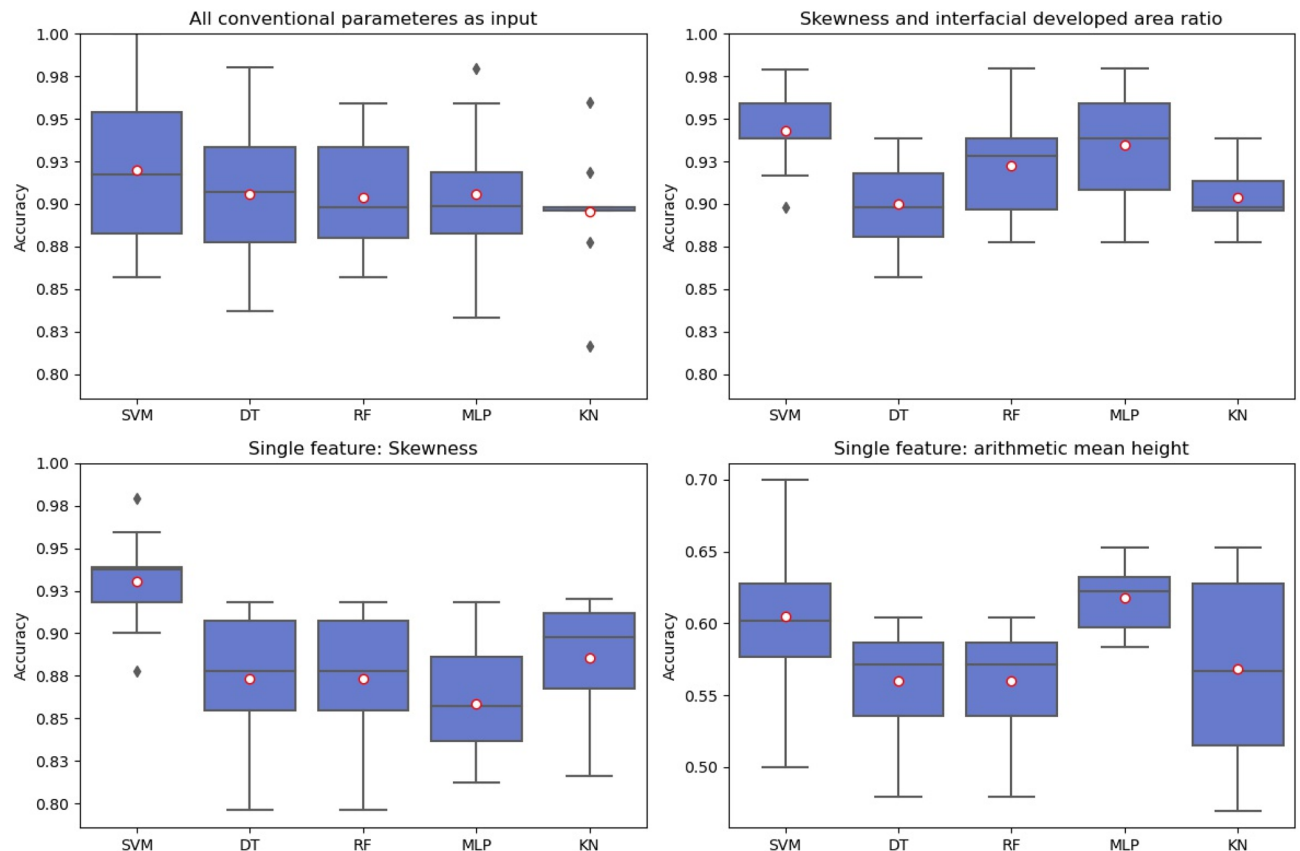 All conventional parameteres as input
Accuracy
1.00
0.98
0.95
0.93
0.90
0.88
0.85
0.83
0.80
SVM DT RF MLP KN
Skewness and interfacial developed area ratio
Accuracy
1.00
0.98
0.95
0.93
0.90
0.88
0.85
0.83
0.80
SVM DT RF MLP KN
Single feature: Skewness
Accuracy
1.00
0.98
0.95
0.93
0.90
0.88
0.85
0.83
0.80
SVM DT RF MLP KN
Single feature: arithmetic mean height
Accuracy
0.70
0.65
0.60
0.55
0.50
SVM DT RF MLP KN